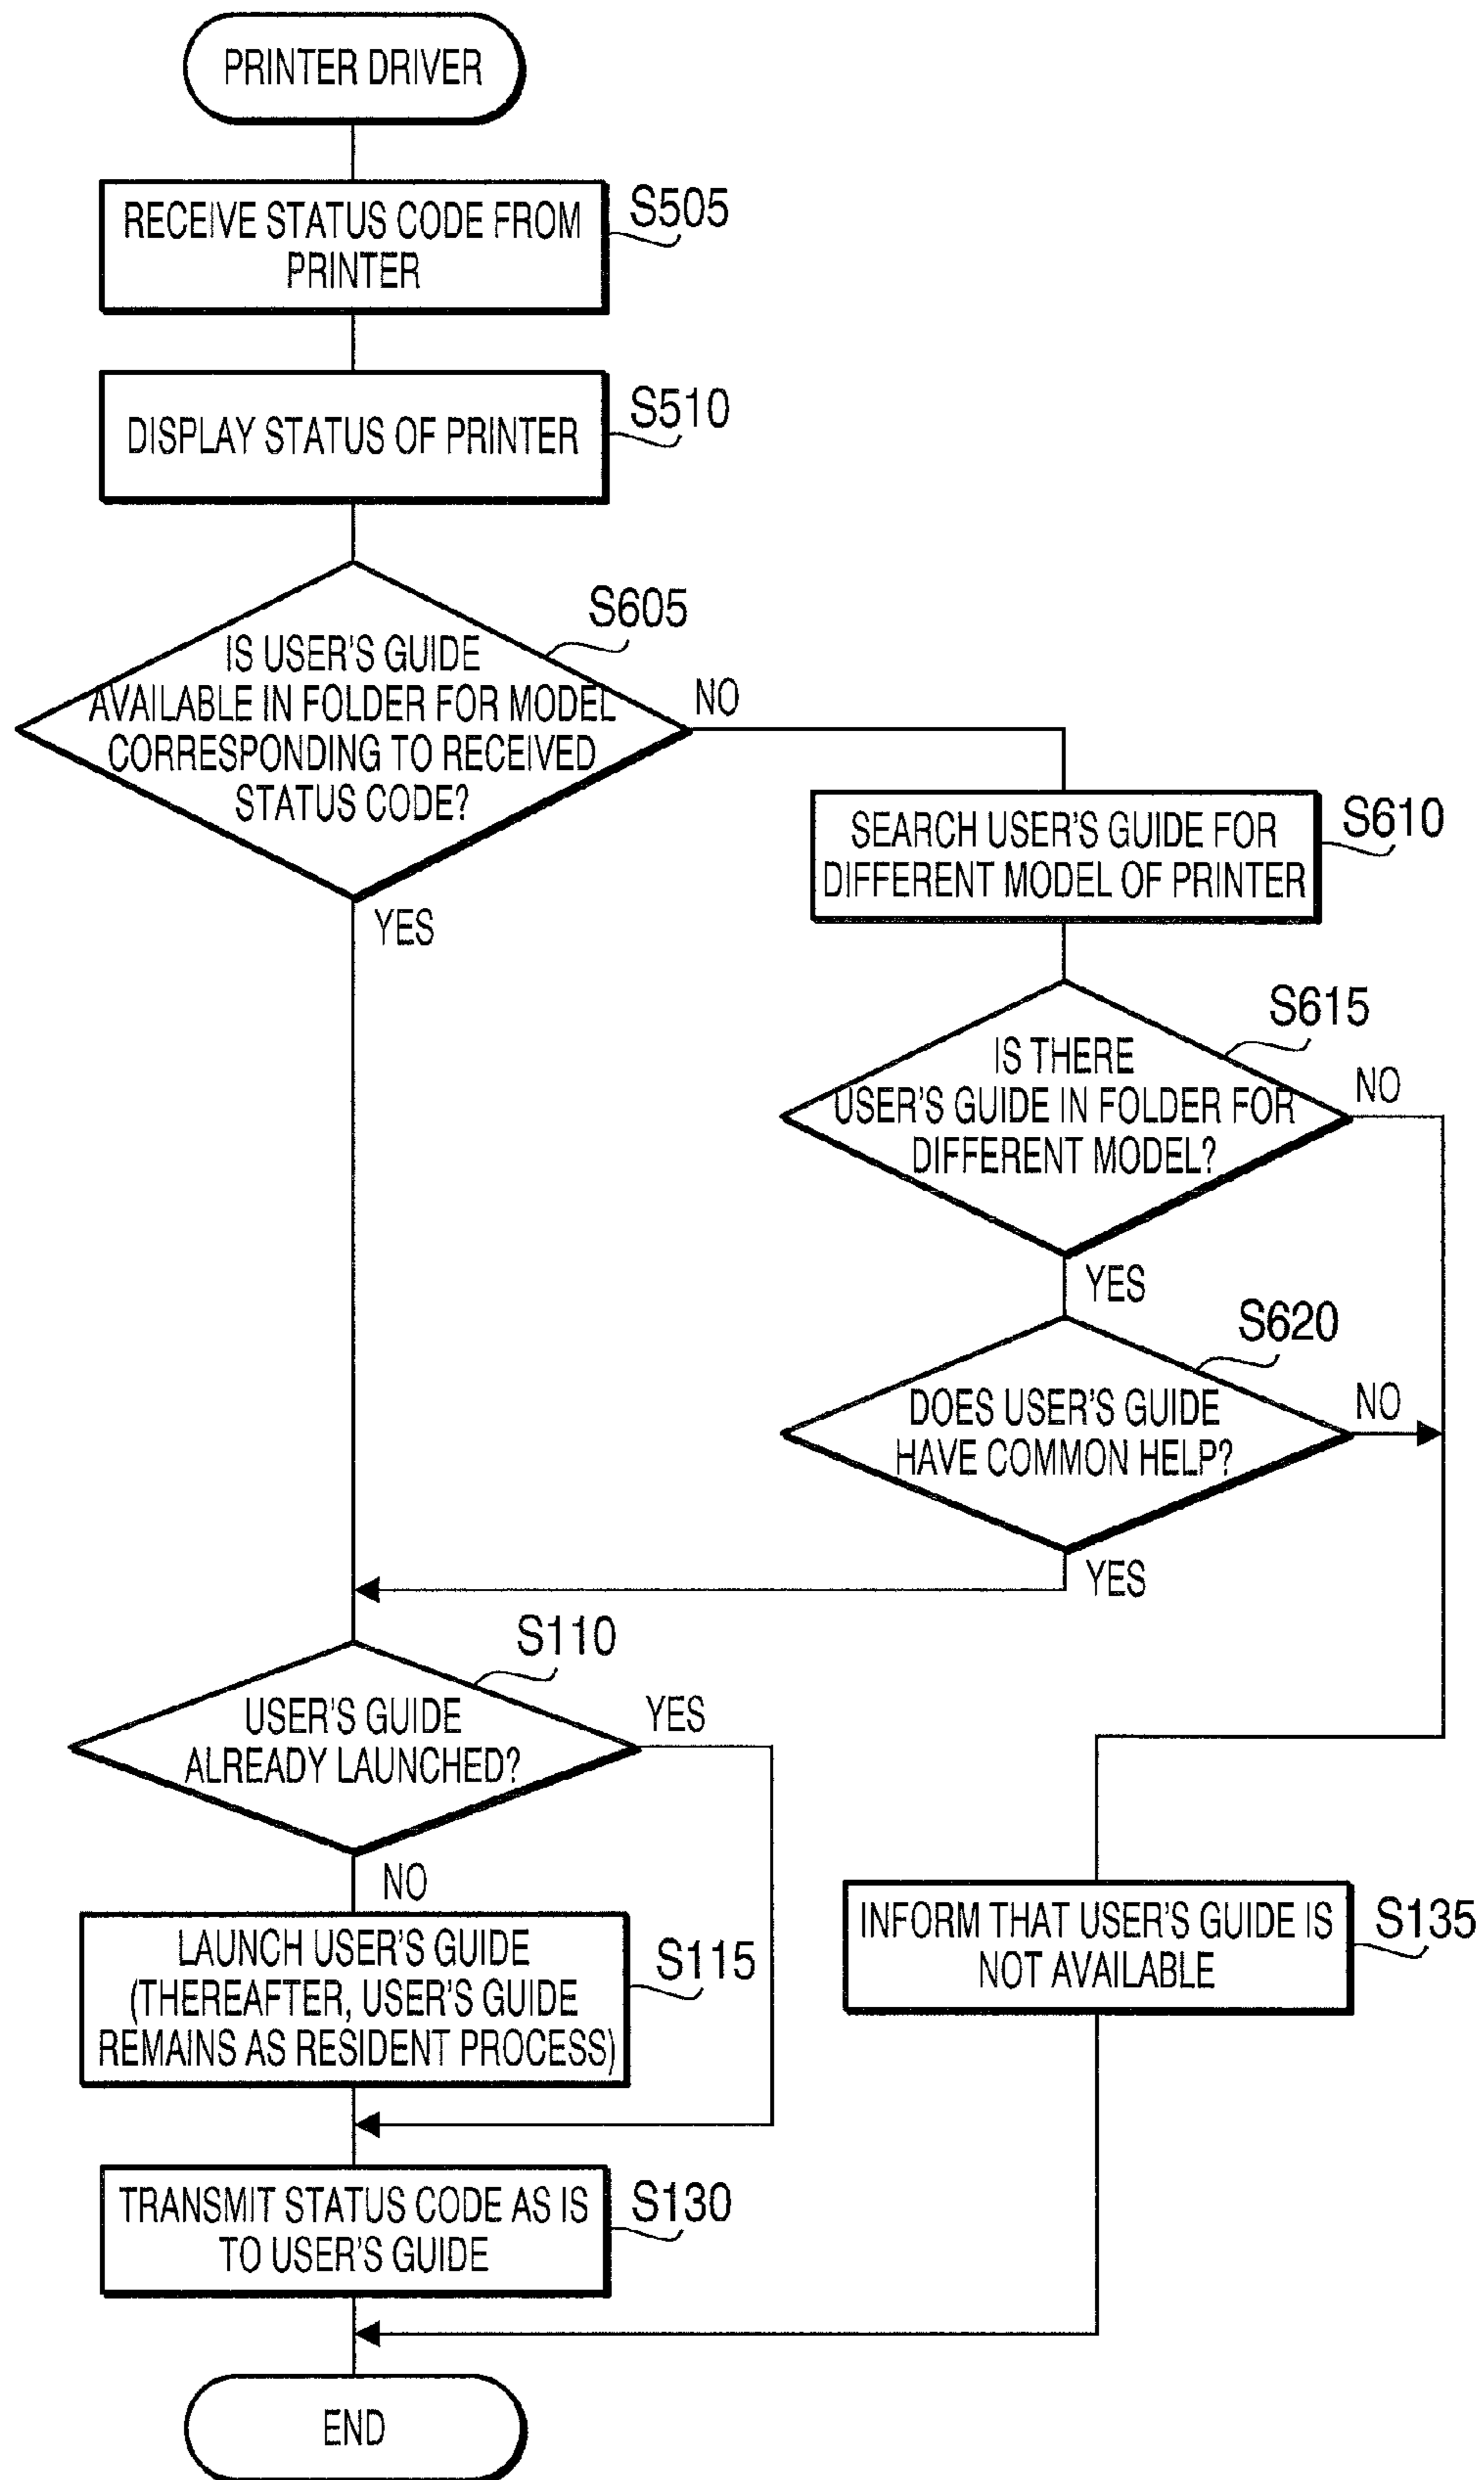 PRINTER DRIVER
RECEIVE STATUS CODE FROM
PRINTER
S505
DISPLAY STATUS OF PRINTER
S510
S605
IS USER'S GUIDE
AVAILABLE IN FOLDER FOR MODEL
CORRESPONDING TO RECEIVED
STATUS CODE?
NO
YES
SEARCH USER'S GUIDE FOR
DIFFERENT MODEL OF PRINTER
S610
S615
IS THERE
USER'S GUIDE IN FOLDER FOR
DIFFERENT MODEL?
NO
YES
S620
DOES USER'S GUIDE
HAVE COMMON HELP?
NO
YES
S110
USER'S GUIDE
ALREADY LAUNCHED?
YES
NO
LAUNCH USER'S GUIDE
(THEREAFTER, USER'S GUIDE
REMAINS AS RESIDENT PROCESS)
S115
INFORM THAT USER'S GUIDE IS
NOT AVAILABLE
S135
TRANSMIT STATUS CODE AS IS
TO USER'S GUIDE
S130
END